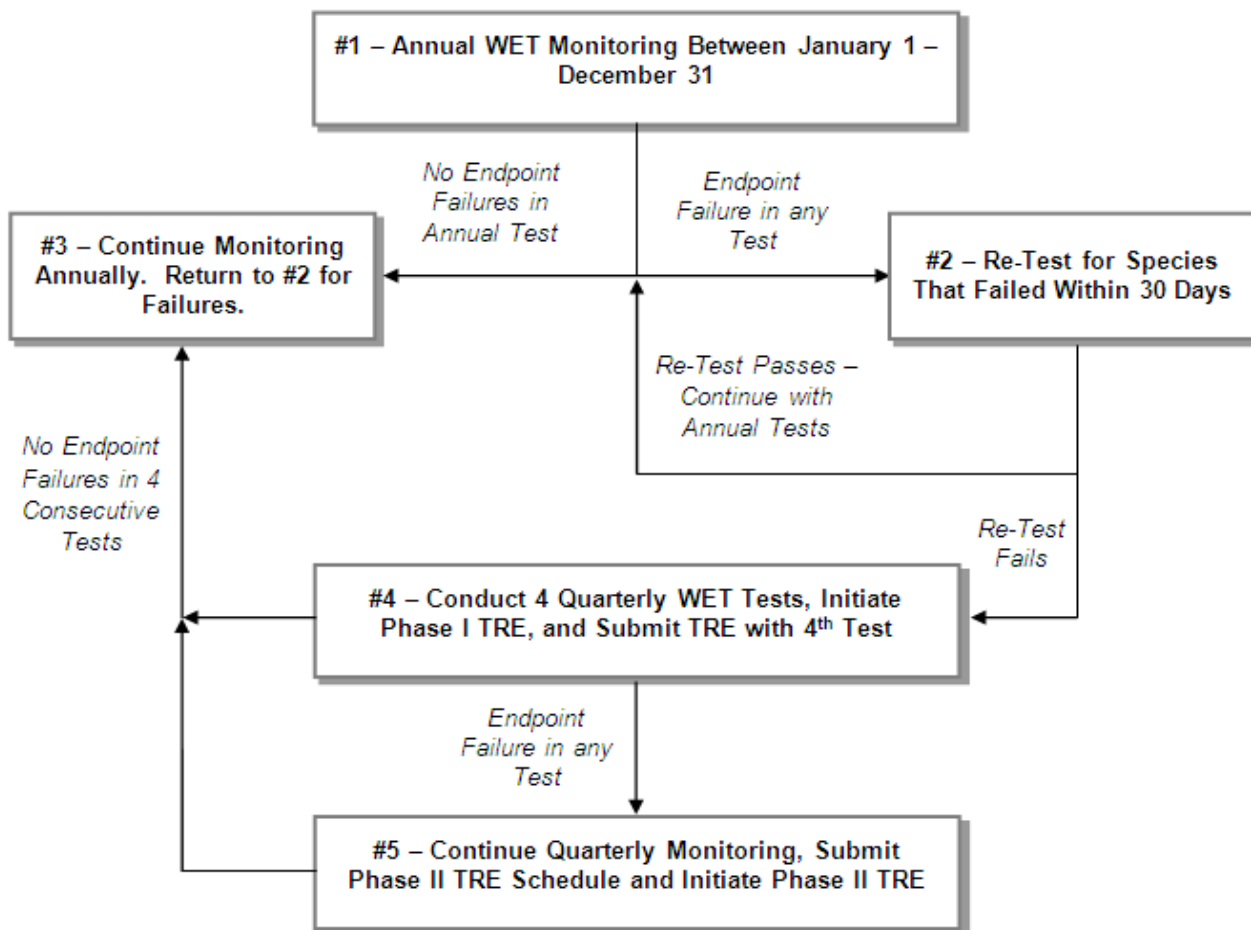 #1 – Annual WET Monitoring Between January 1 –
December 31
No Endpoint
Failures in
Annual Test
Endpoint
Failure in any
Test
#3 – Continue Monitoring
Annually. Return to #2 for
Failures.
#2 – Re-Test for Species
That Failed Within 30 Days
Re-Test Passes –
Continue with
Annual Tests
No Endpoint
Failures in 4
Consecutive
Tests
Re-Test
Fails
#4 – Conduct 4 Quarterly WET Tests, Initiate
Phase I TRE, and Submit TRE with 4th Test
Endpoint
Failure in any
Test
#5 – Continue Quarterly Monitoring, Submit
Phase II TRE Schedule and Initiate Phase II TRE